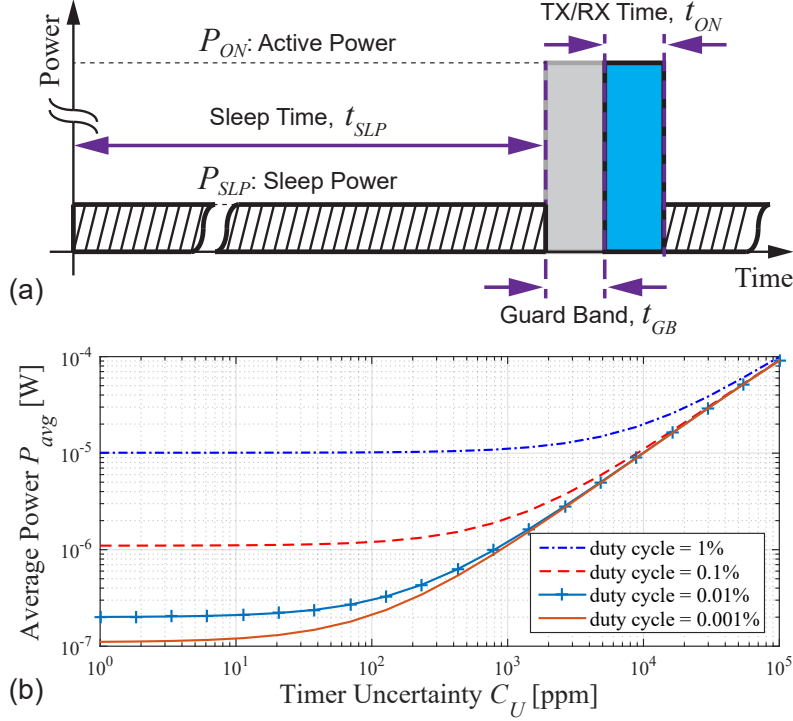 TX/RX Time, t_ON
P_ON: Active Power
Power
Sleep Time, t_SLP
P_SLP: Sleep Power
(a)
Time
Guard Band, t_GB
Average Power P_avg [W]
10^-4
10^-5
10^-6
10^-7
duty cycle = 1%
duty cycle = 0.1%
duty cycle = 0.01%
duty cycle = 0.001%
10^0 10^1 10^2 10^3 10^4 10^5
(b)
Timer Uncertainty C_U [ppm]